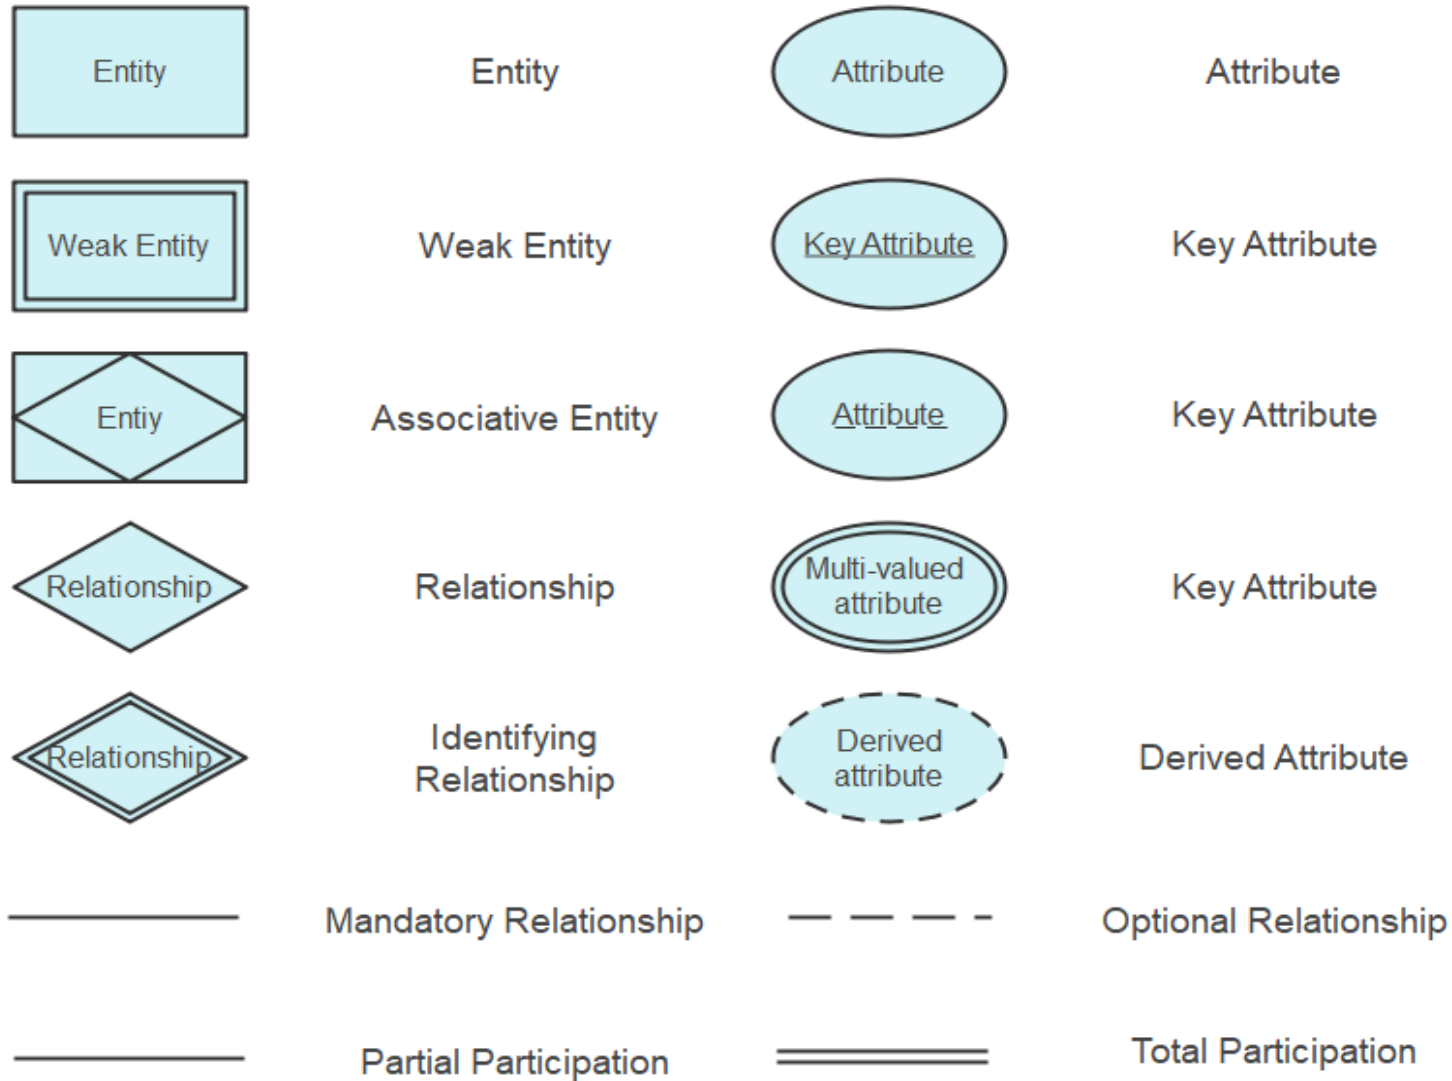 Entity
Entity
Attribute
Attribute
Weak Entity
Weak Entity
Key Attribute
Key Attribute
Entiy
Associative Entity
Attribute
Key Attribute
Relationship
Relationship
Multi-valued
attribute
Key Attribute
Relationship
Identifying
Relationship
Derived
attribute
Derived Attribute
Mandatory Relationship
Optional Relationship
Partial Participation
Total Participation